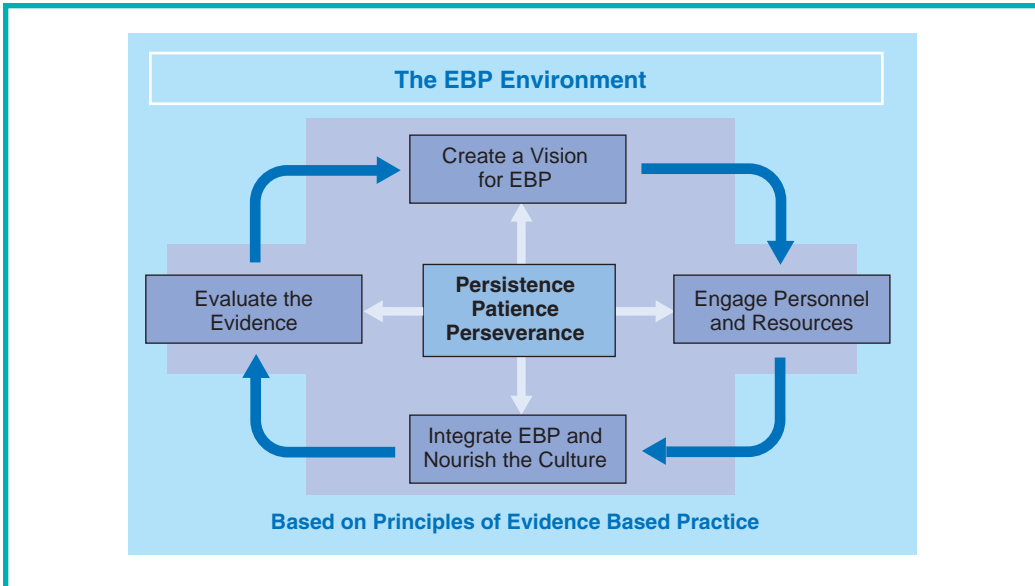 The EBP Environment
Create a Vision
for EBP
Evaluate the
Evidence
Persistence
Patience
Perseverance
Engage Personnel
and Resources
Integrate EBP and
Nourish the Culture
Based on Principles of Evidence Based Practice